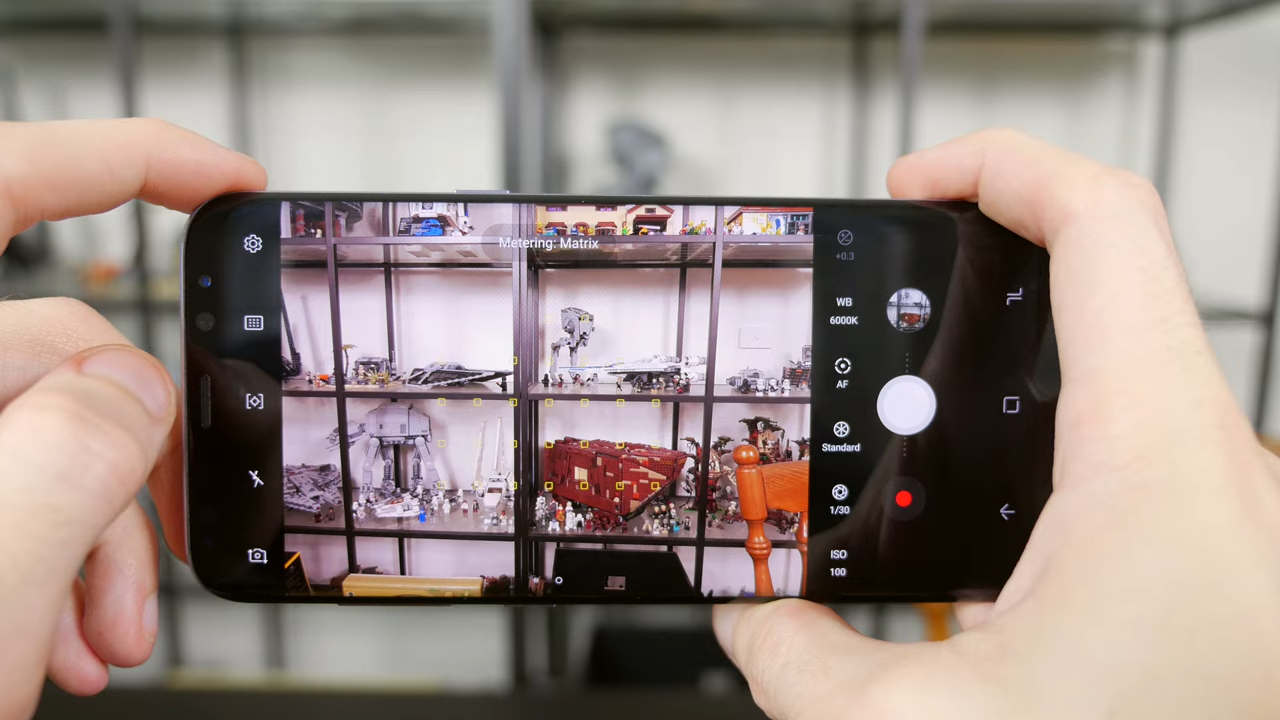 Metering: Matrix
+0.3
WB
6000K
AF
Standard
1/30
ISO
100